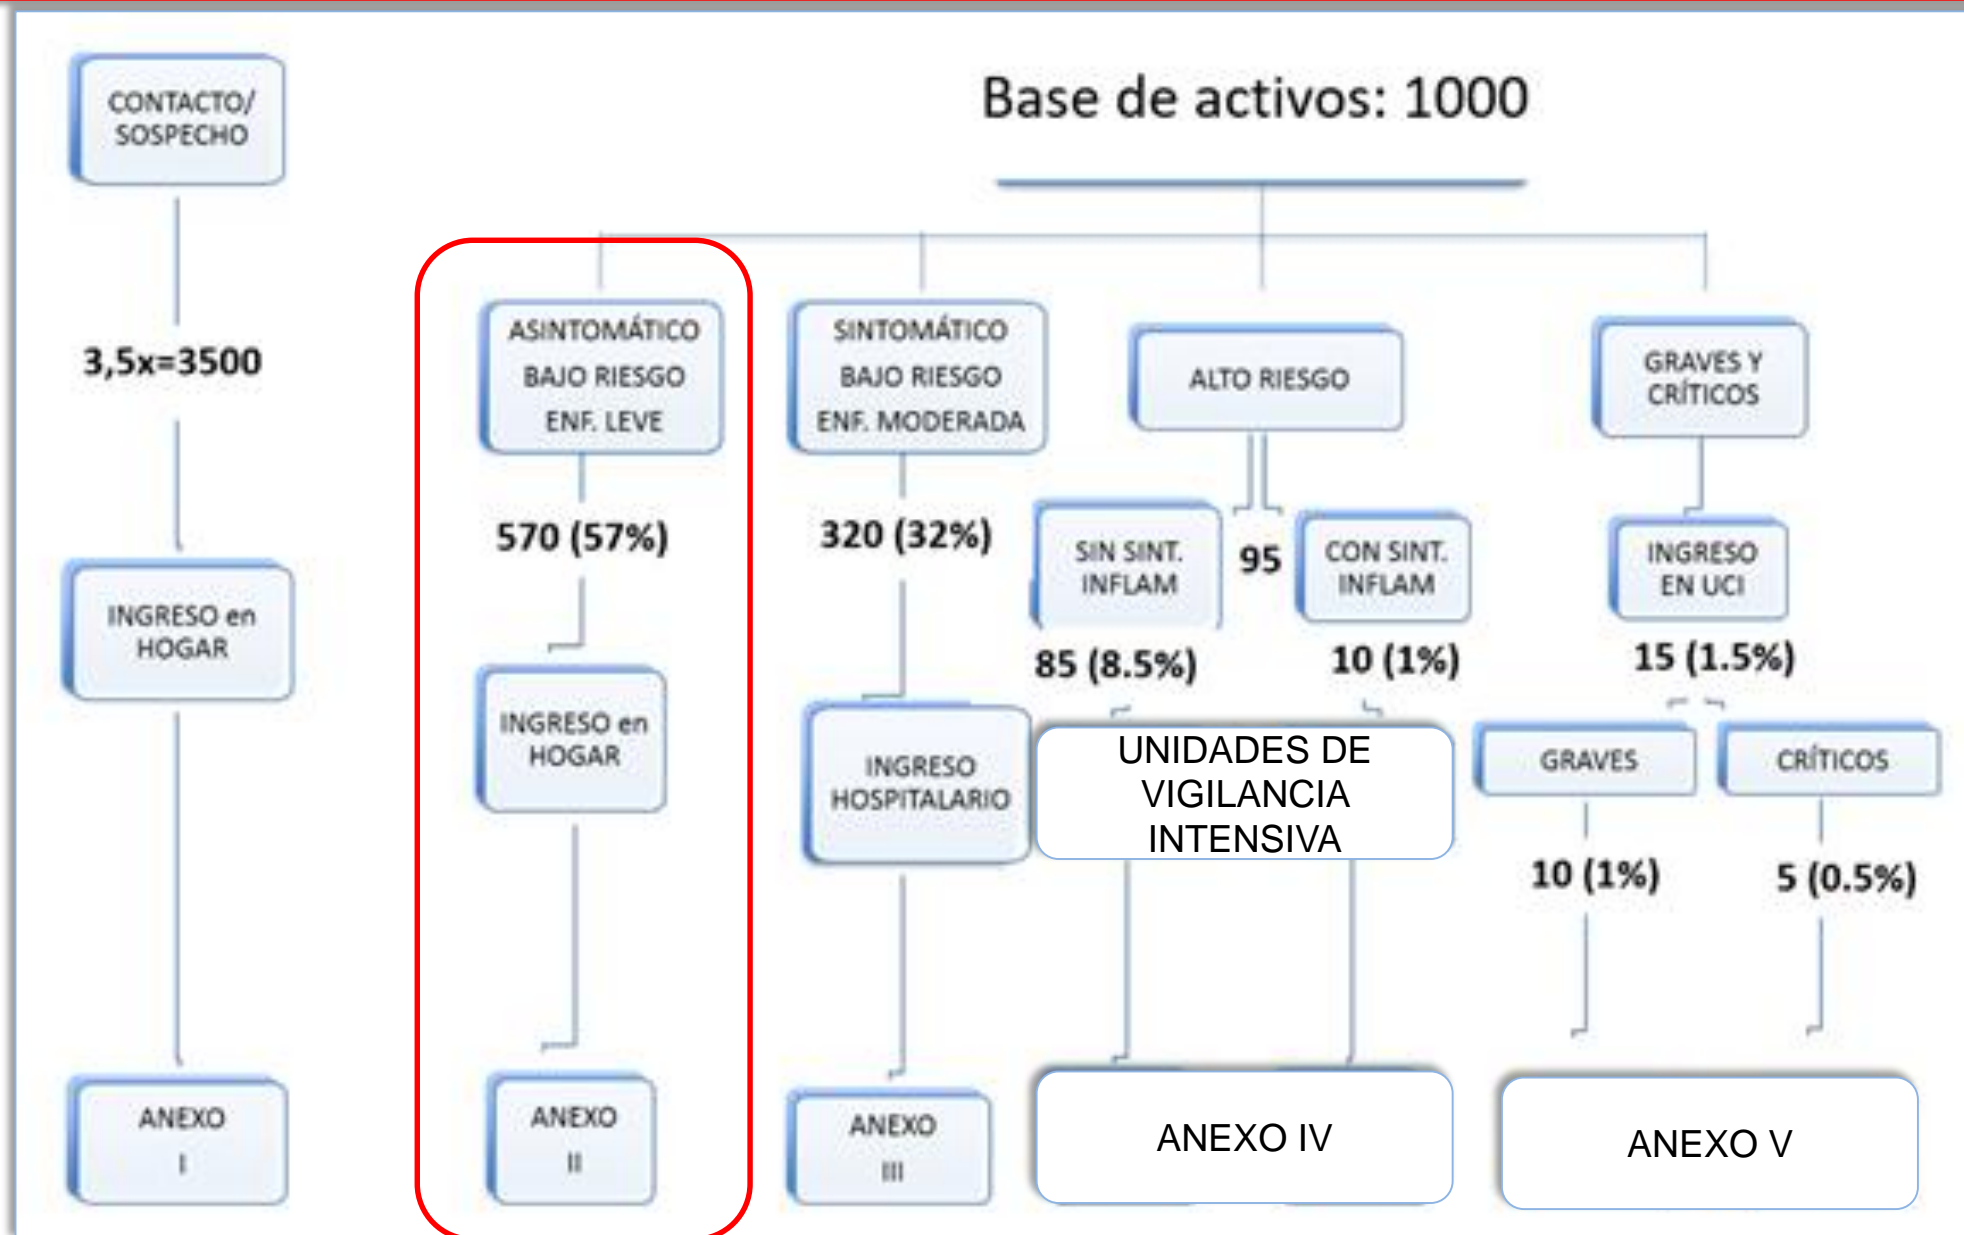 CONTACTO/
SOSPECHO
3,5x=3500
INGRESO en
HOGAR
ANEXO
I
Base de activos: 1000
ASINTOMÁTICO
BAJO RIESGO
ENF. LEVE
570 (57%)
INGRESO en
HOGAR
ANEXO
II
SINTOMÁTICO
BAJO RIESGO
ENF. MODERADA
320 (32%)
INGRESO
HOSPITALARIO
ANEXO
III
ALTO RIESGO
95
SIN SINT.
INFLAM
85 (8.5%)
CON SINT.
INFLAM
10 (1%)
UNIDADES DE
VIGILANCIA
INTENSIVA
ANEXO IV
GRAVES Y
CRÍTICOS
INGRESO
EN UCI
15 (1.5%)
GRAVES
10 (1%)
CRÍTICOS
5 (0.5%)
ANEXO V